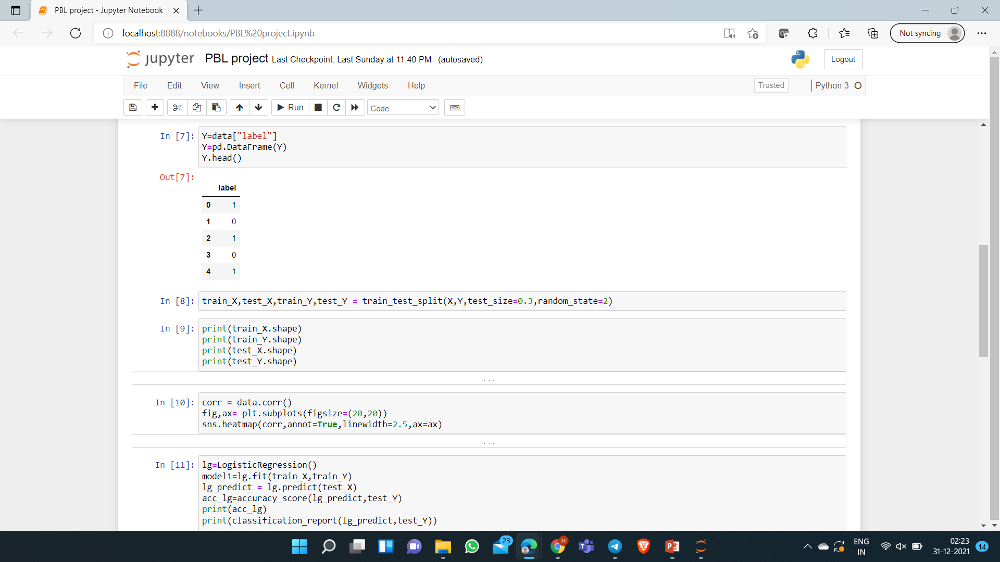 PBL project - Jupyter Notebook
localhost:8888/notebooks/PBL%20project.ipynb
Not syncing
jupyter PBL project Last Checkpoint: Last Sunday at 11:40 PM (autosaved)
Logout
File Edit View Insert Cell Kernel Widgets Help
Trusted
Python 3
Run
Code
In [7]: Y=data["label"]
Y=pd.DataFrame(Y)
Y.head()
Out[7]:
label
0 1
1 0
2 1
3 0
4 1
In [8]: train_X,test_X,train_Y,test_Y = train_test_split(X,Y,test_size=0.3,random_state=2)
In [9]: print(train_X.shape)
print(train_Y.shape)
print(test_X.shape)
print(test_Y.shape)
...
In [10]: corr = data.corr()
fig,ax= plt.subplots(figsize=(20,20))
sns.heatmap(corr,annot=True,linewidth=2.5,ax=ax)
...
In [11]: lg=LogisticRegression()
model1=lg.fit(train_X,train_Y)
lg_predict = lg.predict(test_X)
acc_lg=accuracy_score(lg_predict,test_Y)
print(acc_lg)
print(classification_report(lg_predict,test_Y))
23
H
ENG
IN
02:23
31-12-2021
14